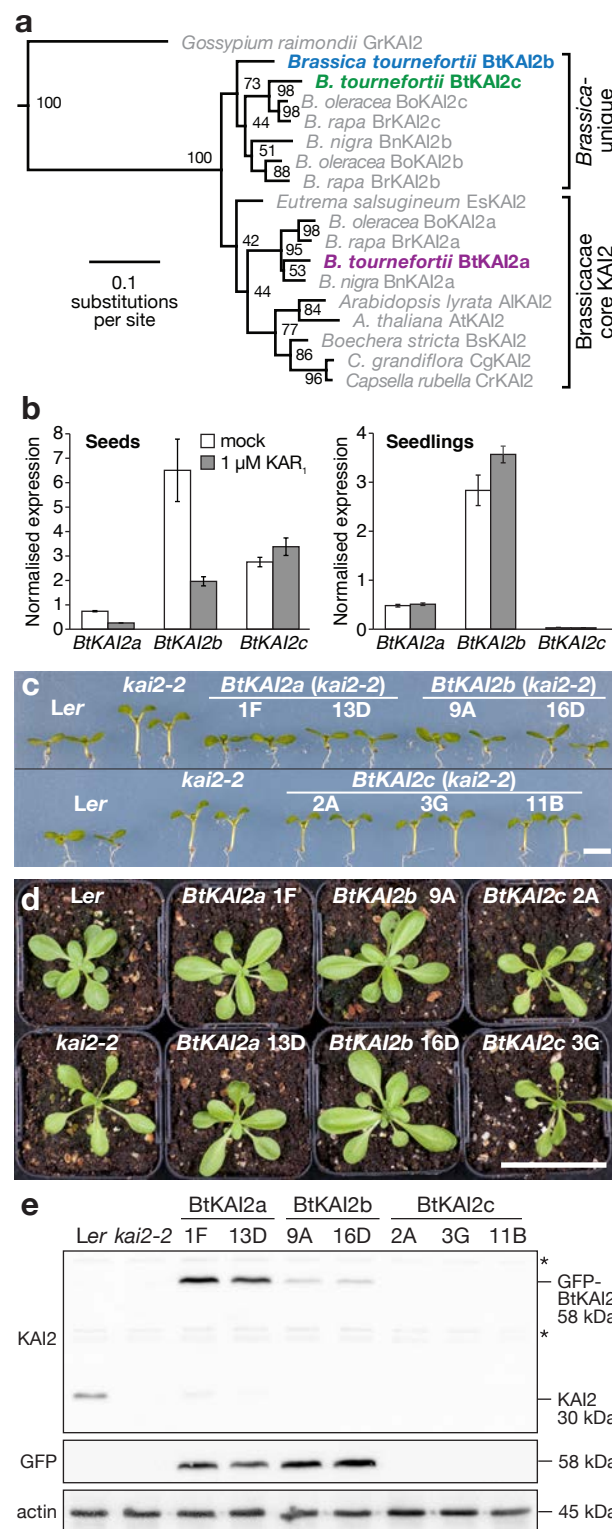 a
Gossypium raimondii GrKAI2
Brassica tournefortii BtKAI2b
B. tournefortii BtKAI2c
B. oleracea BoKAI2c
B. rapa BrKAI2c
B. nigra BnKAI2b
B. oleracea BoKAI2b
B. rapa BrKAI2b
Eutrema salsugineum EsKAI2
B. oleracea BoKAI2a
B. rapa BrKAI2a
B. tournefortii BtKAI2a
B. nigra BnKAI2a
Arabidopsis lyrata AlKAI2
A. thaliana AtKAI2
Boechera stricta BsKAI2
C. grandiflora CgKAI2
Capsella rubella CrKAI2
100
100
73
98
98
44
51
88
42
98
95
53
44
84
77
86
96
0.1
substitutions
per site
Brassica-
unique
Brassicacae
core KAI2
b
Seeds
mock
1 µM KAR1
Normalised expression
8
7
6
5
4
3
2
1
0
BtKAI2a BtKAI2b BtKAI2c
Seedlings
Normalised expression
4
3
2
1
0
BtKAI2a BtKAI2b BtKAI2c
c
Ler kai2-2 BtKAI2a (kai2-2) BtKAI2b (kai2-2)
1F 13D 9A 16D
Ler kai2-2 BtKAI2c (kai2-2)
2A 3G 11B
d
Ler BtKAI2a 1F BtKAI2b 9A BtKAI2c 2A
kai2-2 BtKAI2a 13D BtKAI2b 16D BtKAI2c 3G
e
BtKAI2a BtKAI2b BtKAI2c
Ler kai2-2 1F 13D 9A 16D 2A 3G 11B
*
GFP-
BtKAI2
58 kDa
*
KAI2
KAI2
30 kDa
GFP 58 kDa
actin 45 kDa